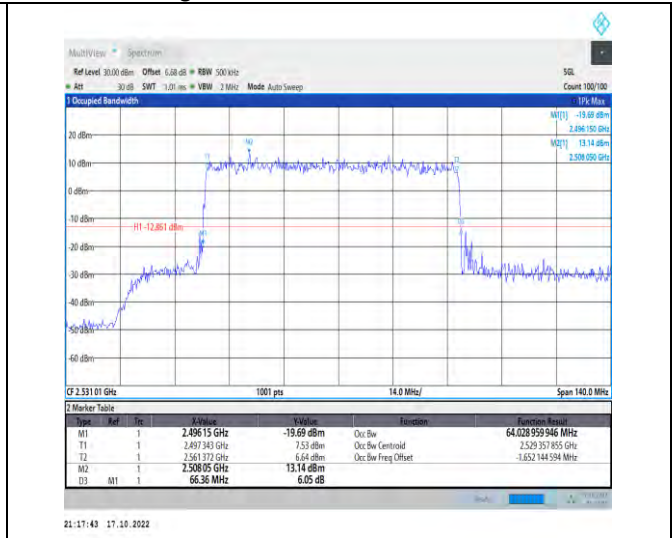 MultiView Spectrum
Ref Level 30.00 dBm Offset 6.68 dB RBW 500 kHz SGL
Att 30 dB SWT 1.01 ms VBW 2 MHz Mode Auto Sweep Count 100/100
1 Occupied Bandwidth 1Pk Max
M1[1] -19.69 dBm
2.496 150 GHz
20 dBm
M2[1] 13.14 dBm
M2
2.508 050 GHz
T1 T2
10 dBm
0 dBm
-10 dBm
H1 -12.861 dBm
M1
-20 dBm
-30 dBm
-40 dBm
-50 dBm
-60 dBm
CF 2.531 01 GHz 1001 pts 14.0 MHz/ Span 140.0 MHz
2 Marker Table
Type Ref Trc X-Value Y-Value Function Function Result
M1 1 2.496 15 GHz -19.69 dBm Occ Bw 64.028 959 946 MHz
T1 1 2.497 343 GHz 7.53 dBm Occ Bw Centroid 2.529 357 855 GHz
T2 1 2.561 372 GHz 6.64 dBm Occ Bw Freq Offset -1.652 144 594 MHz
M2 1 2.508 05 GHz 13.14 dBm
D3 M1 1 66.36 MHz 6.05 dB
21:17:43 17.10.2022